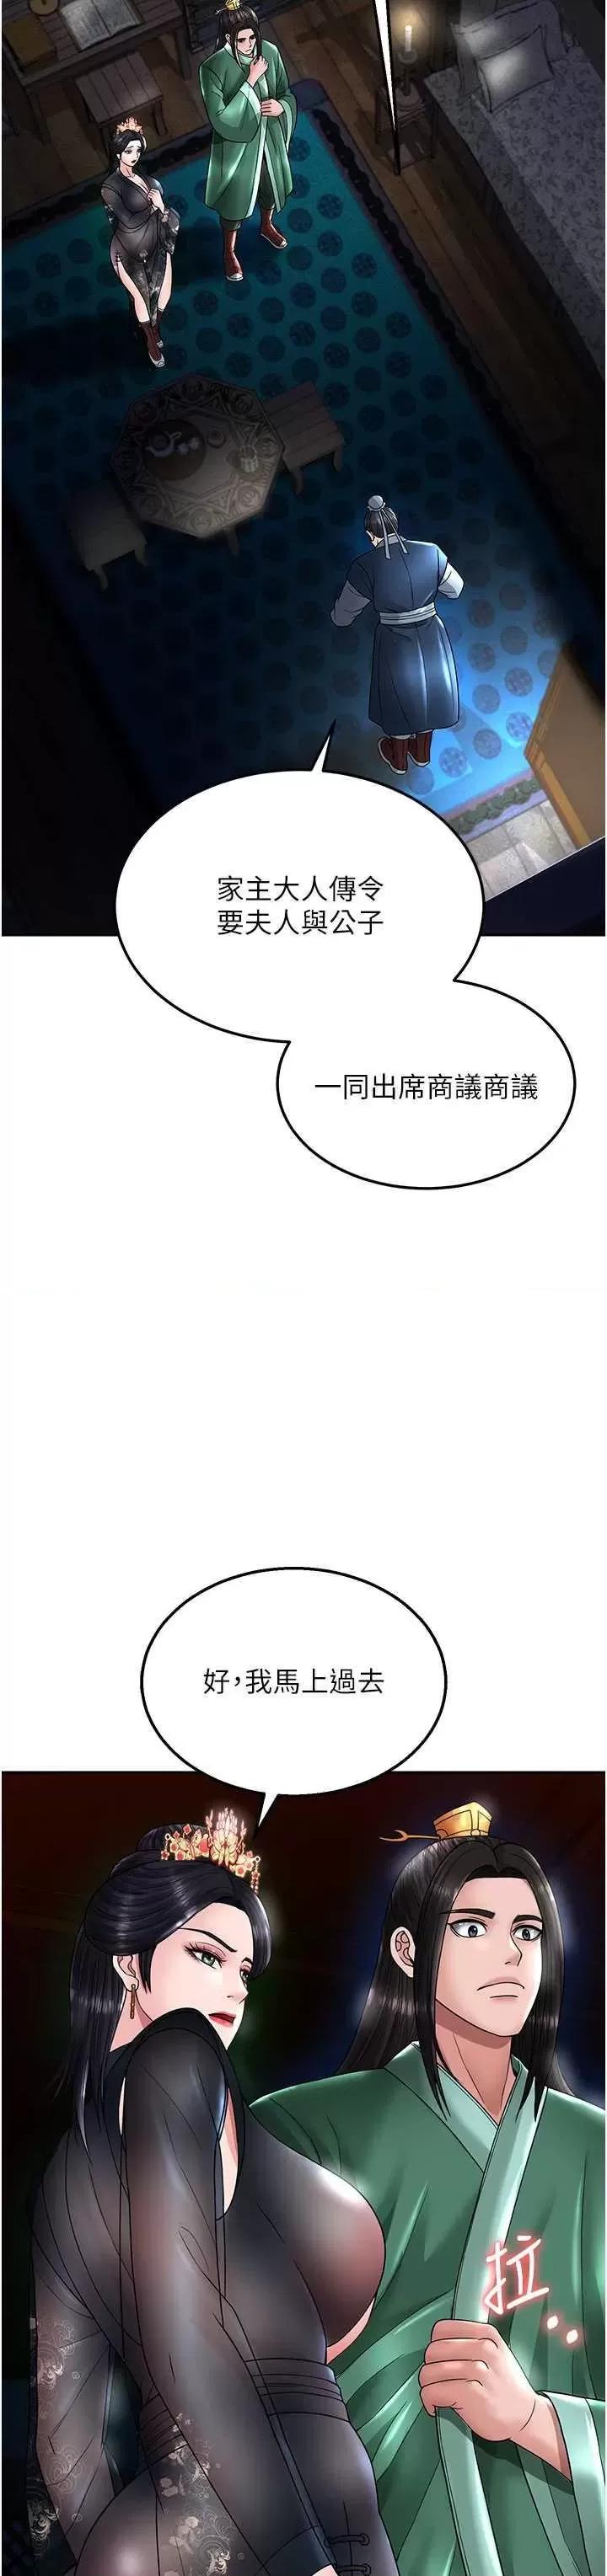 家主大人傳令
要夫人與公子
一同出席商議商議
好，我馬上過去
拉